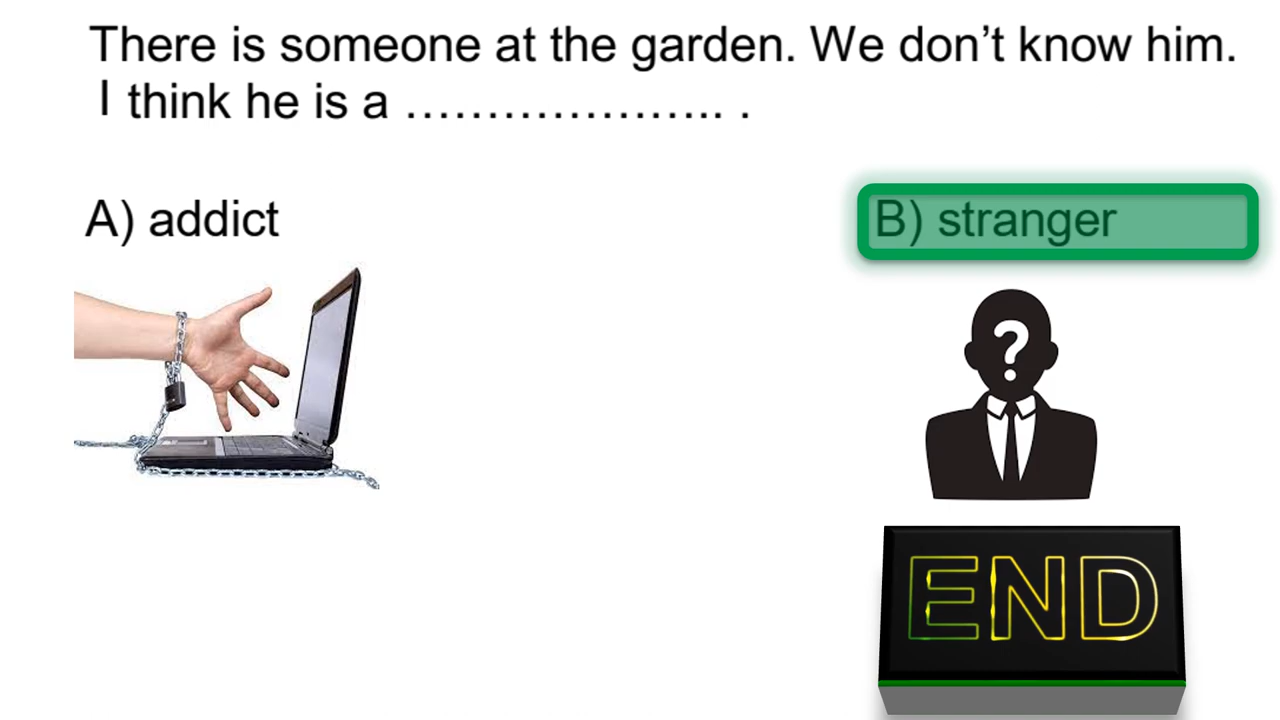 There is someone at the garden. We don’t know him.
I think he is a ………………….. .
A) addict
B) stranger
?
END